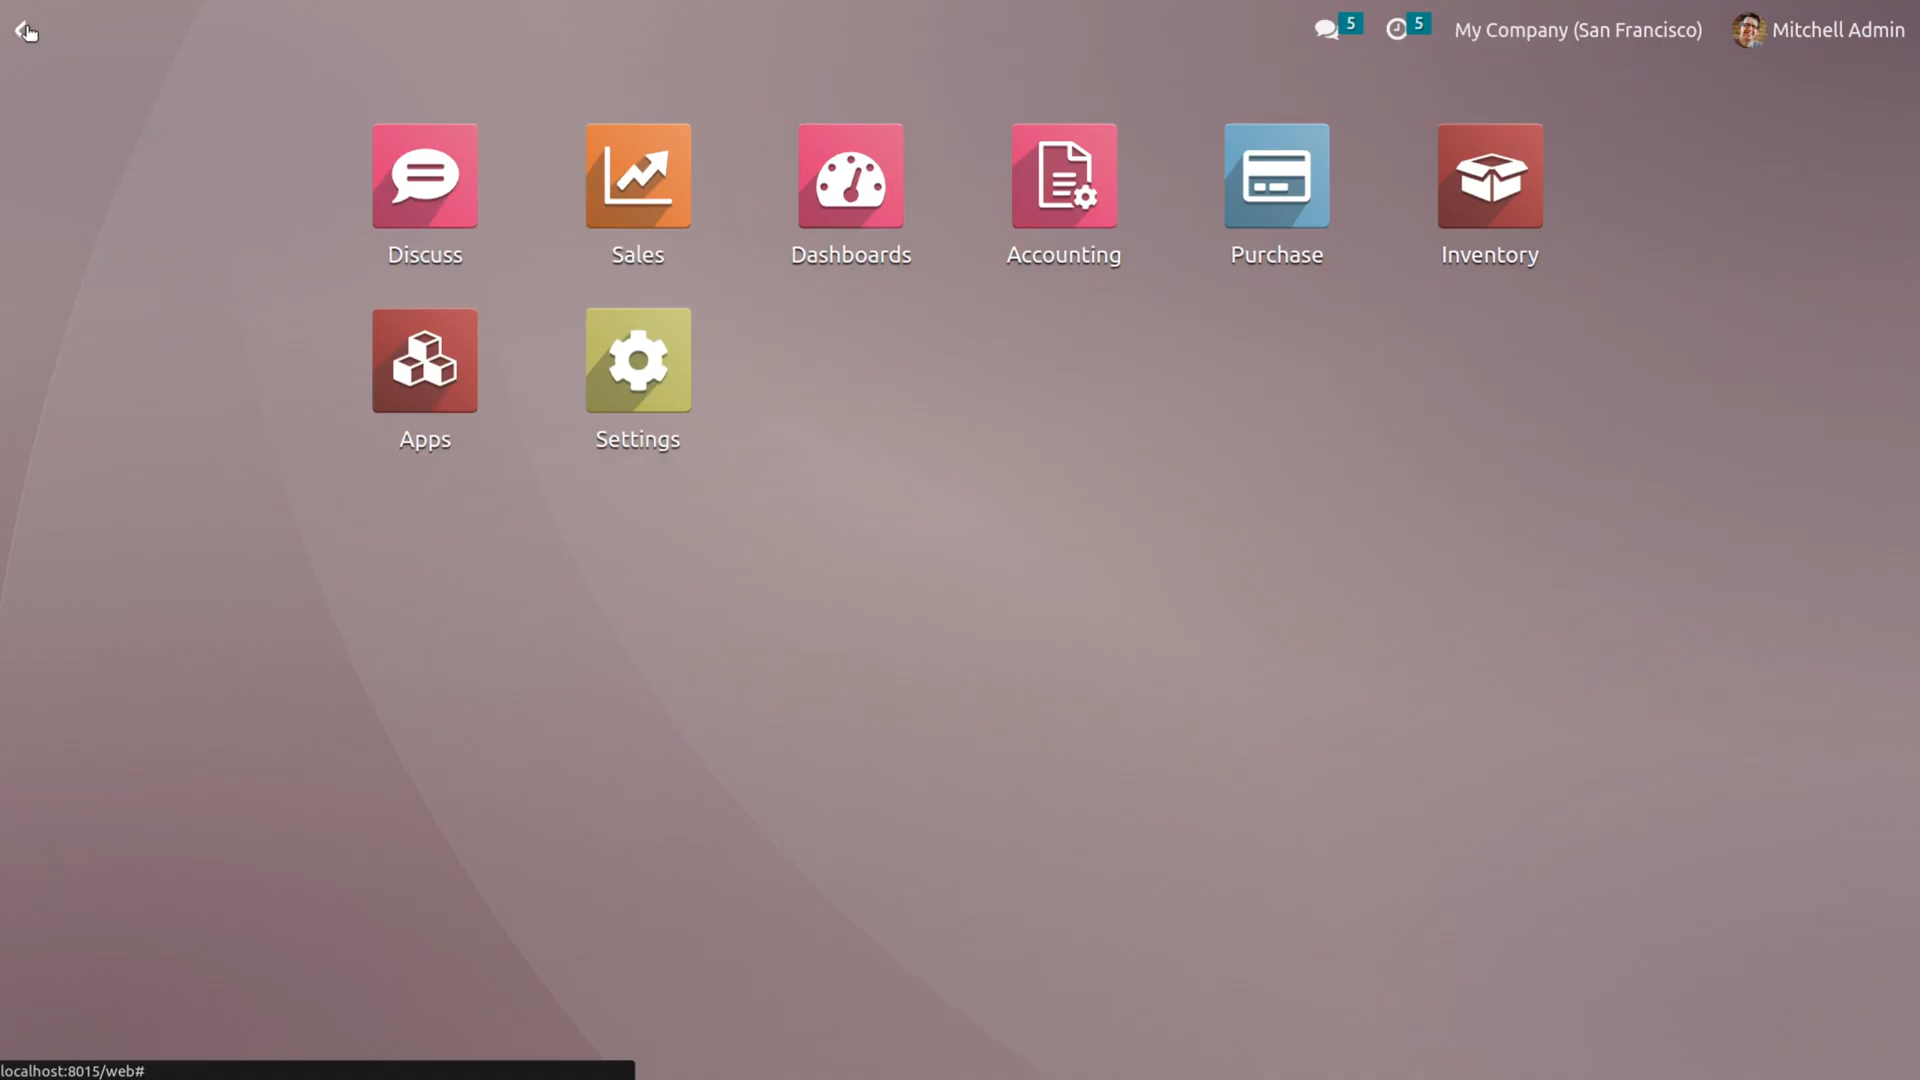 5
5
My Company (San Francisco)
Mitchell Admin
Discuss
Sales
Dashboards
Accounting
Purchase
Inventory
Apps
Settings
localhost:8015/web#